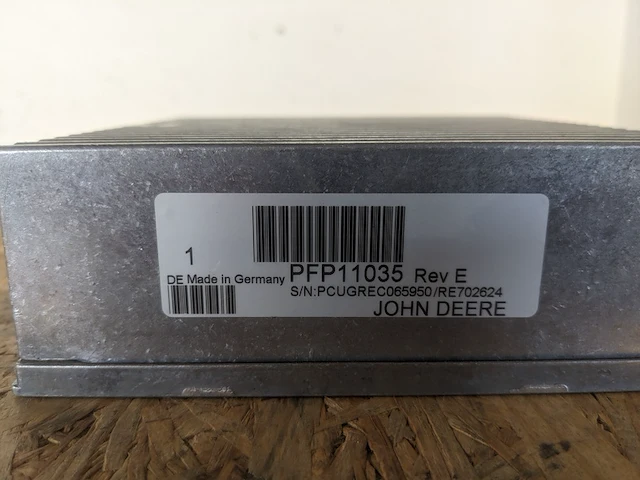 1
DE Made in Germany PFP11035 Rev E
S/N:PCUGREC065950/RE702624
JOHN DEERE